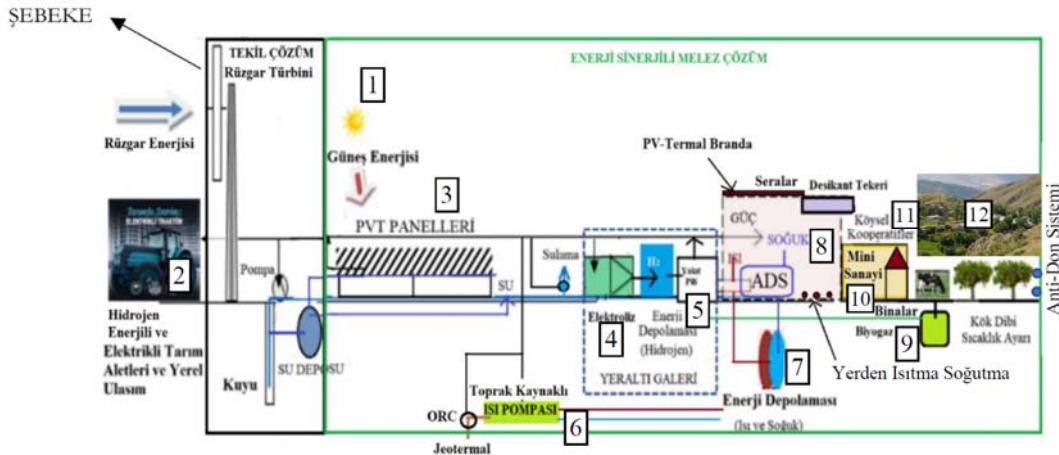 ŞEBEKE
TEKİL ÇÖZÜM
Rüzgar Türbini
ENERJİ SİNERJİLİ MELEZ ÇÖZÜM
1
Rüzgar Enerjisi
Güneş Enerjisi
PV-Termal Branda
Seralar
Desikant Tekeri
3
PVT PANELLERİ
GÜÇ
SOĞUK
8
11
Köysel
Kooperatifler
12
Anti-Don Sistemi
2
Pompa
Sulama
SU
H2
Yakıt
Pili
ISI
ADS
Mini
Sanayi
10
Elektroliz
4
Enerji
Depolaması
(Hidrojen)
5
Binalar
Biyogaz
9
Kök Dibi
Sıcaklık Ayarı
Hidrojen
Enerjili ve
Elektrikli Tarım
Aletleri ve Yerel
Ulasım
Kuyu
SU DEPOSU
YERALTI GALERİ
7
Yerden Isıtma Soğutma
Toprak Kaynaklı
ISI POMPASI
6
ORC
Jeotermal
Enerji Depolaması
(Isı ve Soğuk)